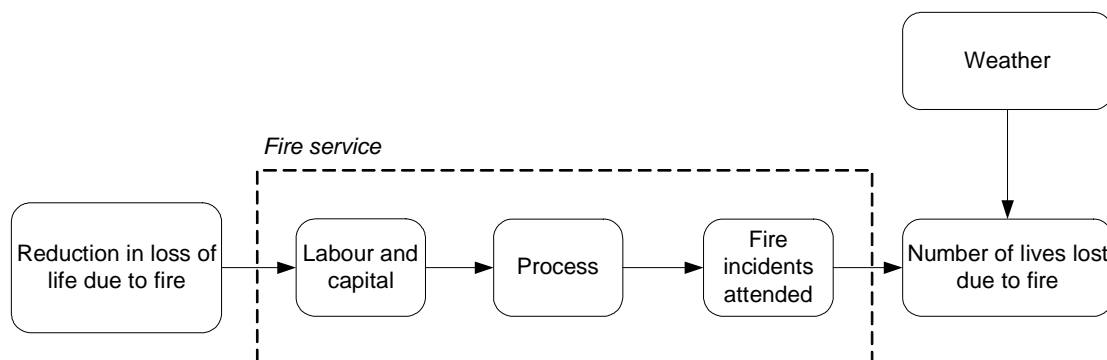 Weather
Fire service
Reduction in loss of
life due to fire
Labour and
capital
Process
Fire
incidents
attended
Number of lives lost
due to fire